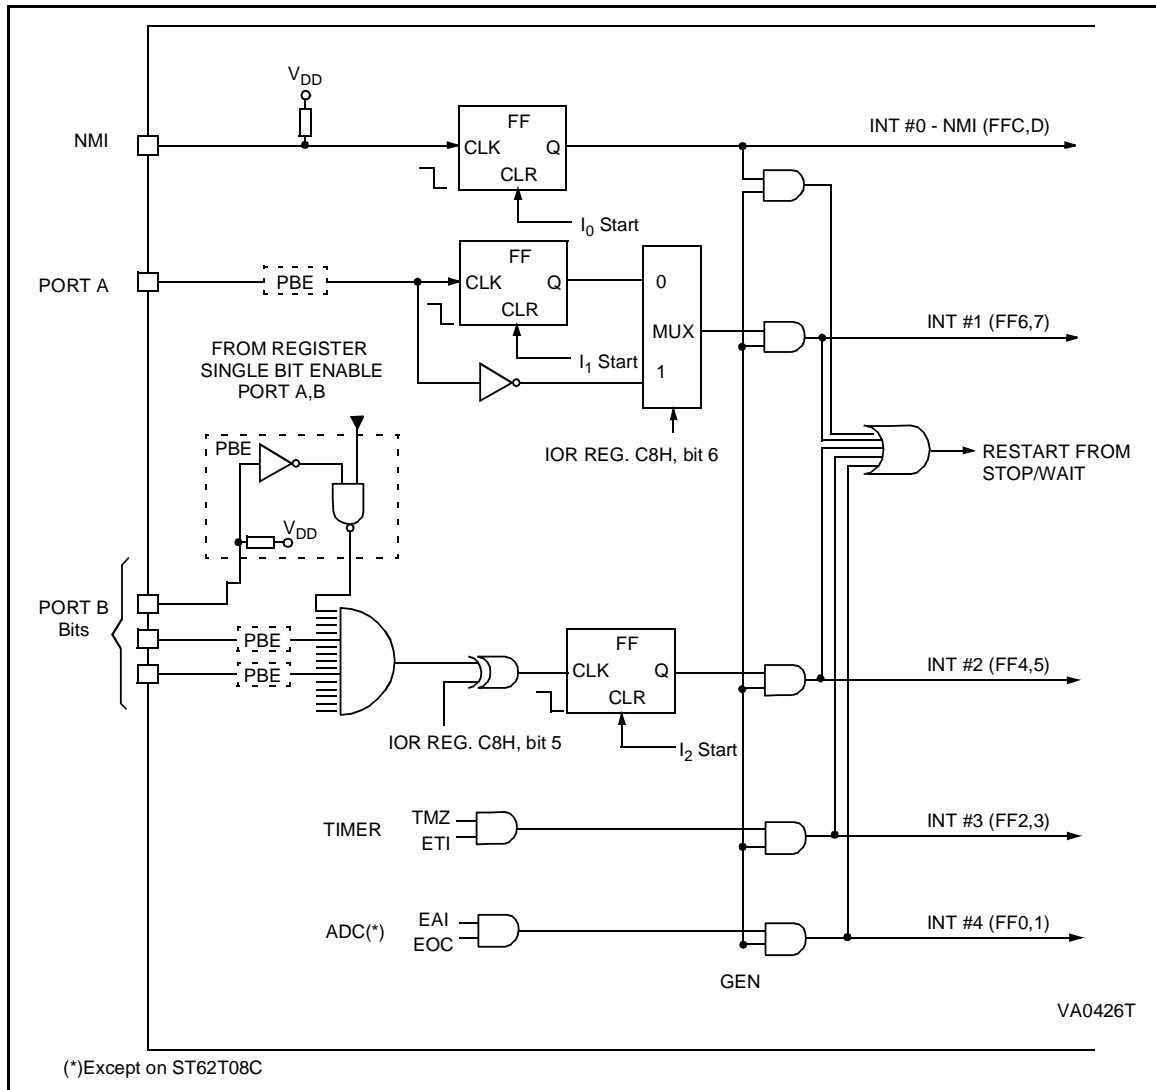 VDD
NMI
FF
CLK
Q
CLR
I0 Start
INT #0 - NMI (FFC,D)
PORT A
PBE
FF
CLK
Q
CLR
I1 Start
0
MUX
1
INT #1 (FF6,7)
FROM REGISTER
SINGLE BIT ENABLE
PORT A,B
IOR REG. C8H, bit 6
PBE
VDD
RESTART FROM
STOP/WAIT
PORT B
Bits
PBE
PBE
FF
CLK
Q
CLR
I2 Start
IOR REG. C8H, bit 5
INT #2 (FF4,5)
TIMER
TMZ
ETI
INT #3 (FF2,3)
ADC(*)
EAI
EOC
INT #4 (FF0,1)
GEN
VA0426T
(*)Except on ST62T08C